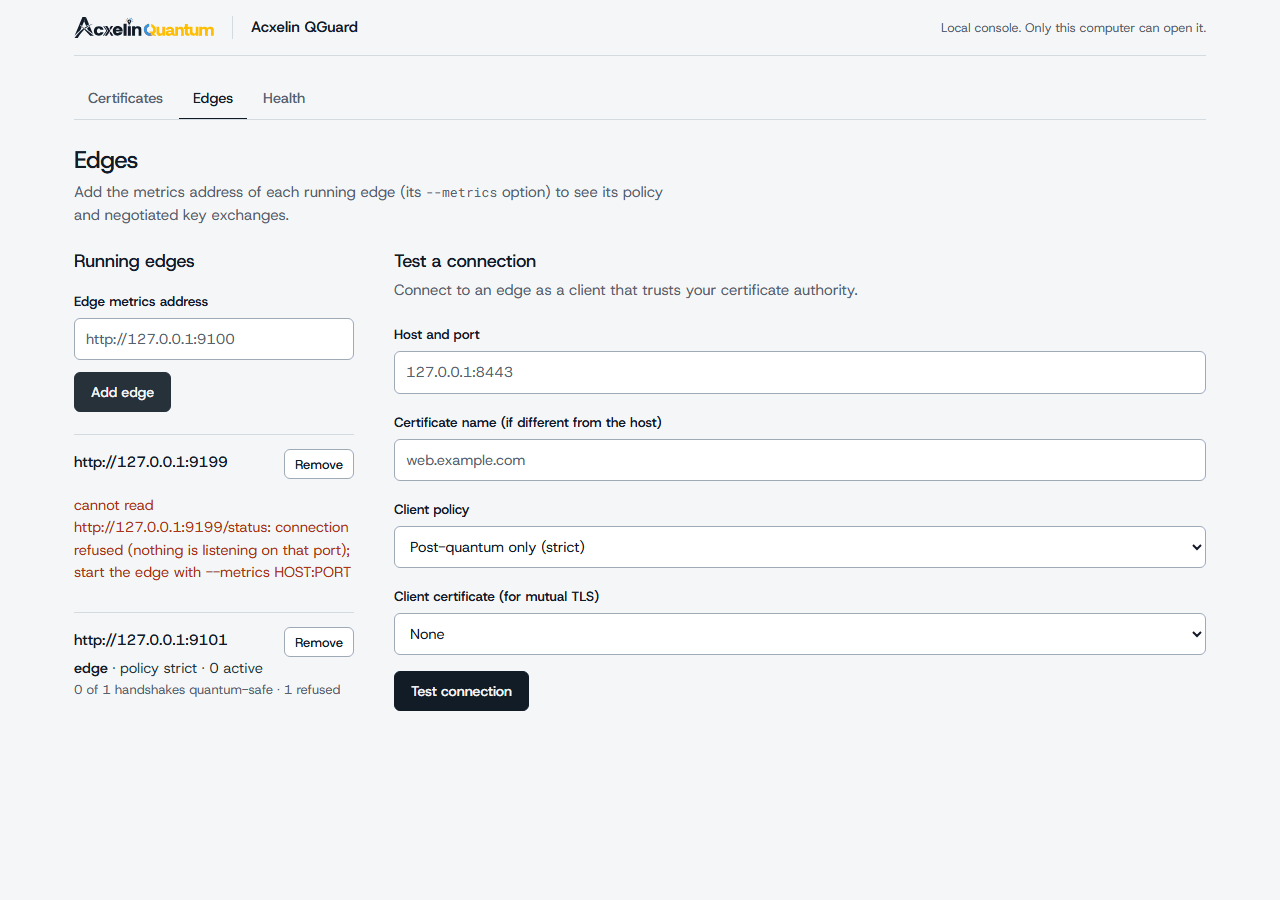 Acxelin Quantum
Acxelin QGuard
Local console. Only this computer can open it.
Certificates
Edges
Health
Edges
Add the metrics address of each running edge (its --metrics option) to see its policy
and negotiated key exchanges.
Running edges
Edge metrics address
http://127.0.0.1:9100
Add edge
http://127.0.0.1:9199
Remove
cannot read
http://127.0.0.1:9199/status: connection
refused (nothing is listening on that port);
start the edge with --metrics HOST:PORT
http://127.0.0.1:9101
Remove
edge · policy strict · 0 active
0 of 1 handshakes quantum-safe · 1 refused
Test a connection
Connect to an edge as a client that trusts your certificate authority.
Host and port
127.0.0.1:8443
Certificate name (if different from the host)
web.example.com
Client policy
Post-quantum only (strict)
Client certificate (for mutual TLS)
None
Test connection